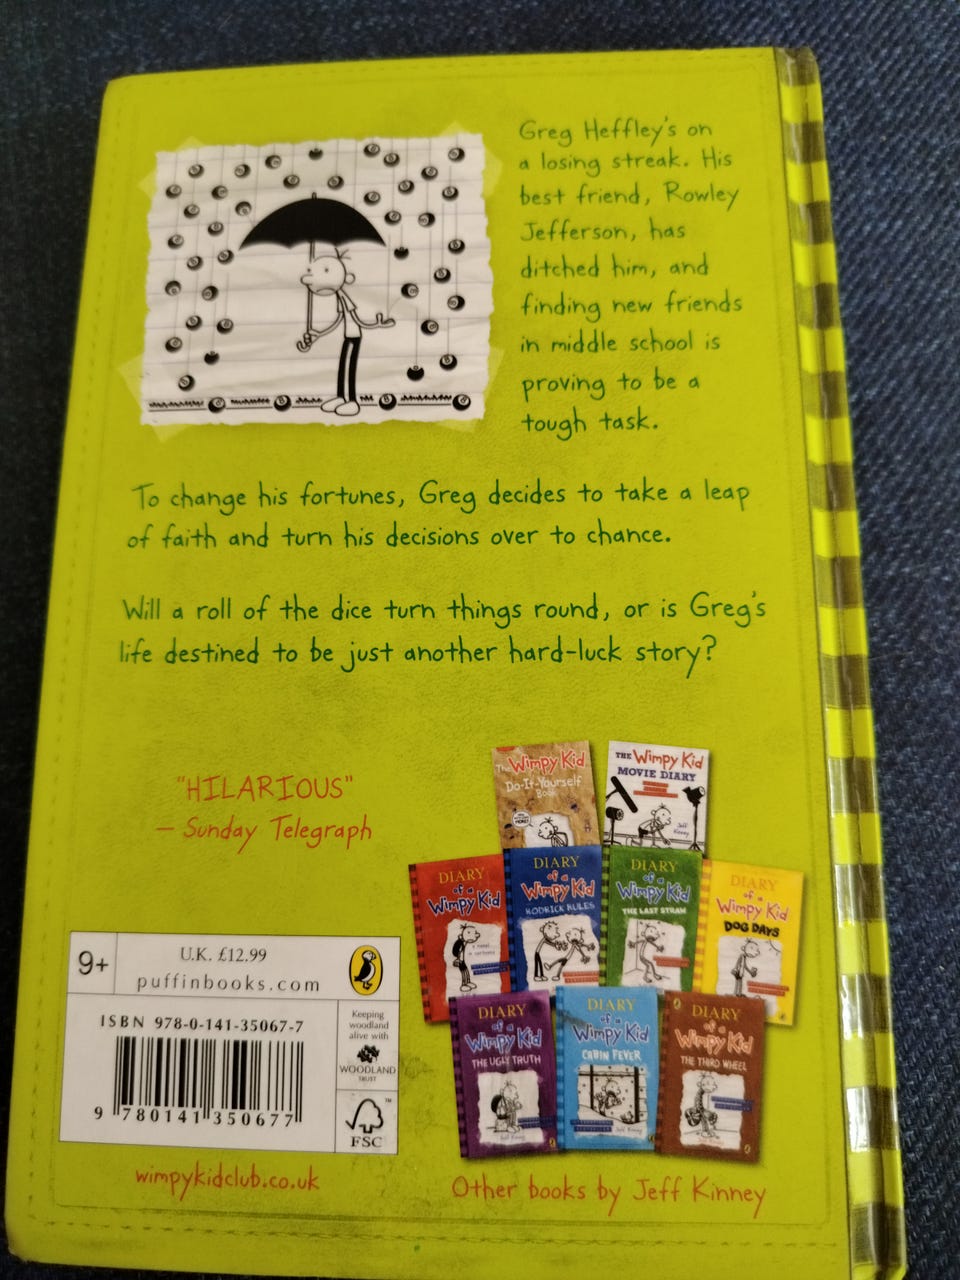 Greg Heffley's on
a losing streak. His
best friend, Rowley
Jefferson, has
ditched him, and
finding new friends
in middle school is
proving to be a
tough task.
To change his fortunes, Greg decides to take a leap
of faith and turn his decisions over to chance.
Will a roll of the dice turn things round, or is Greg's
life destined to be just another hard-luck story?
"HILARIOUS"
– Sunday Telegraph
The Wimpy Kid
Do-It-Yourself
Book
THE Wimpy Kid
MOVIE DIARY
Jeff
Kinney
DIARY
of a
Wimpy Kid
DIARY
of a
Wimpy Kid
RODRICK RULES
DIARY
of a
Wimpy Kid
THE LAST STRAW
DIARY
of a
Wimpy Kid
DOG DAYS
DIARY
of a
Wimpy Kid
THE UGLY TRUTH
Jeff Kinney
DIARY
of a
Wimpy Kid
CABIN FEVER
Jeff Kinney
DIARY
of a
Wimpy Kid
THE THIRD WHEEL
9+
U.K. £12.99
puffinbooks.com
ISBN 978-0-141-35067-7
9 780141 350677
Keeping
woodland
alive with
WOODLAND
TRUST
FSC
wimpykidclub.co.uk
Other books by Jeff Kinney